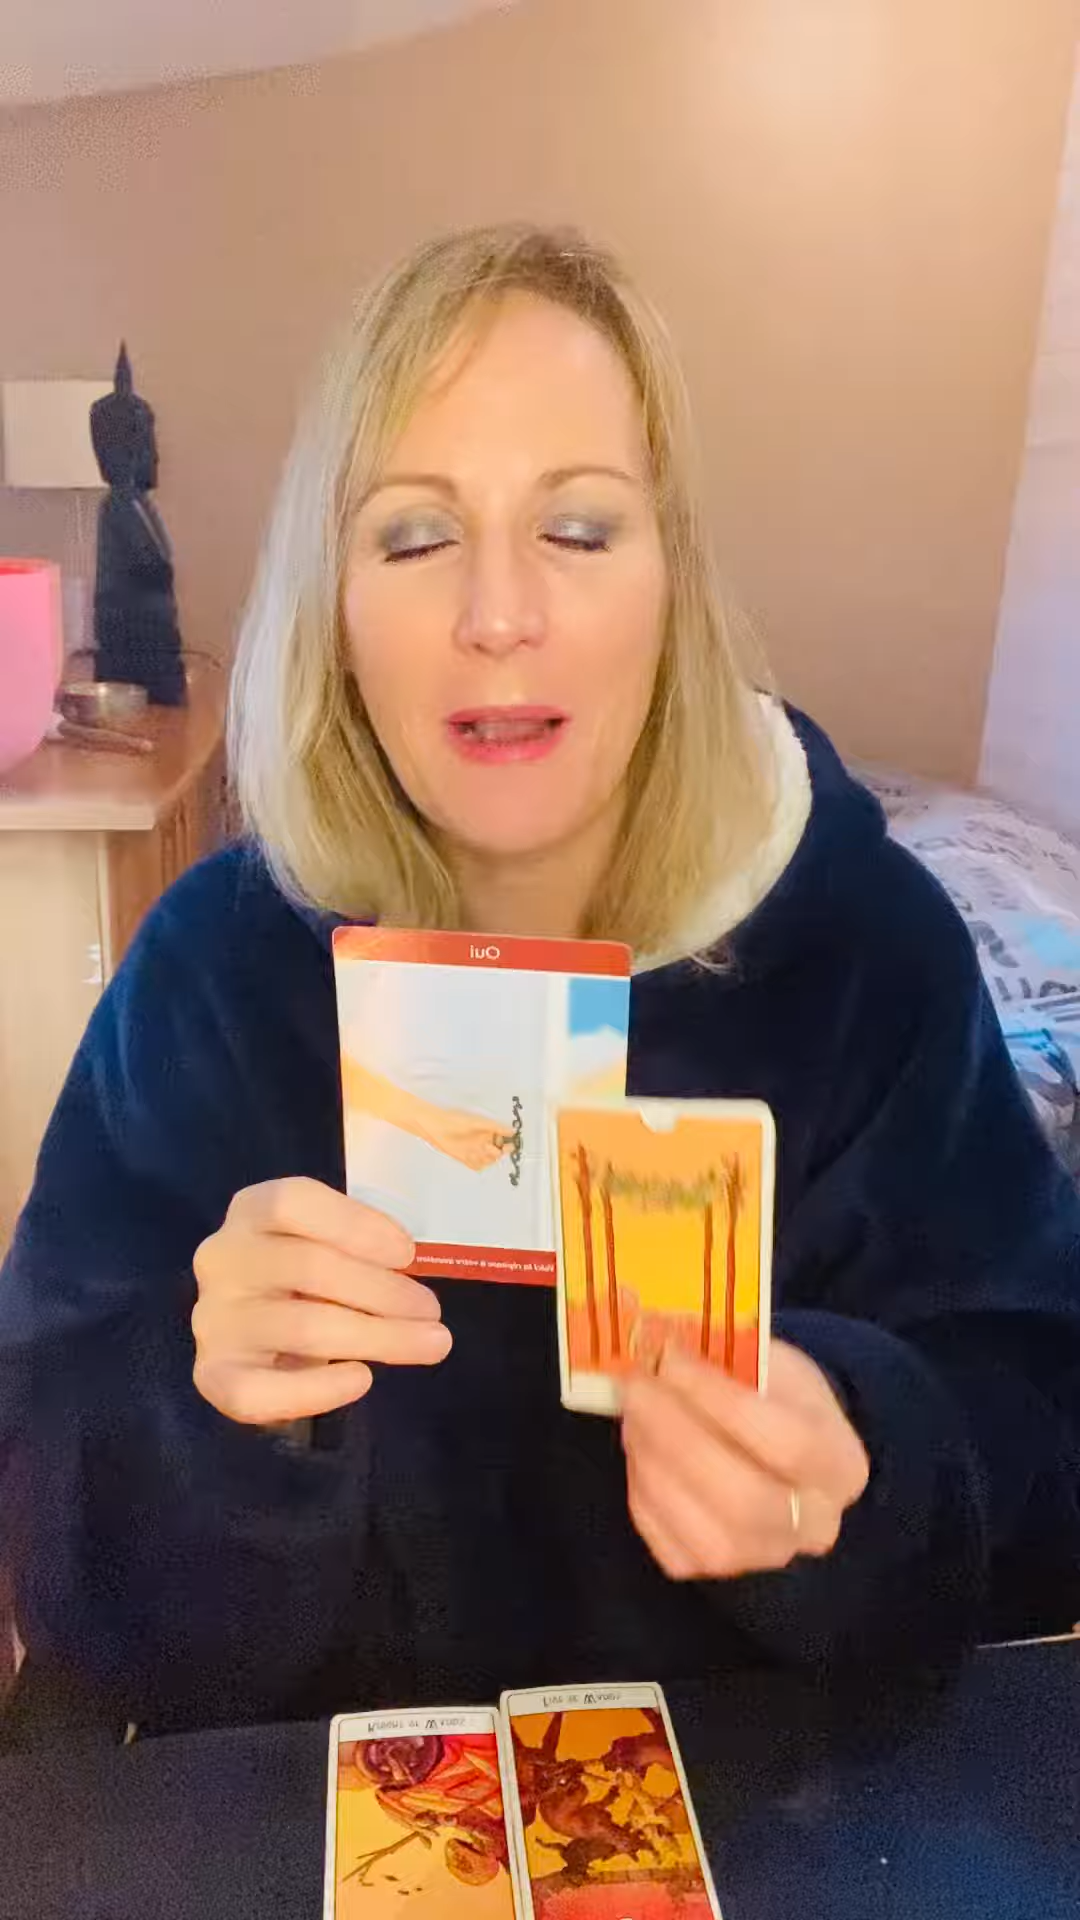 Oui
Voici la réponse à votre question
Knight of Wands
Five of Wands